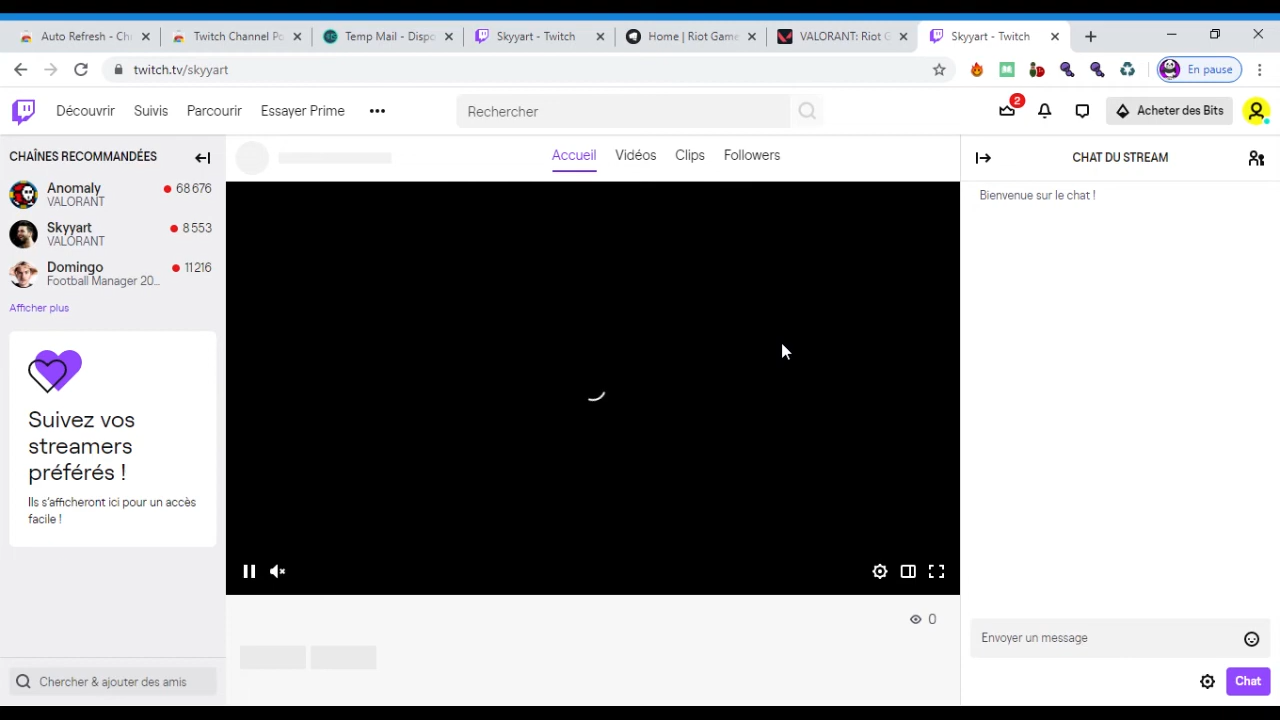 Auto Refresh - Ch
Twitch Channel Po
Temp Mail - Dispo
Skyyart - Twitch
Home | Riot Game
VALORANT: Riot G
Skyyart - Twitch
twitch.tv/skyyart
En pause
Découvrir
Suivis
Parcourir
Essayer Prime
Rechercher
2
Acheter des Bits
CHAÎNES RECOMMANDÉES
Anomaly
68 676
VALORANT
Skyyart
8 553
VALORANT
Domingo
11 216
Football Manager 20...
Afficher plus
Suivez vos
streamers
préférés !
Ils s'afficheront ici pour un accès
facile !
Chercher & ajouter des amis
Accueil
Vidéos
Clips
Followers
0
CHAT DU STREAM
Bienvenue sur le chat !
Envoyer un message
Chat